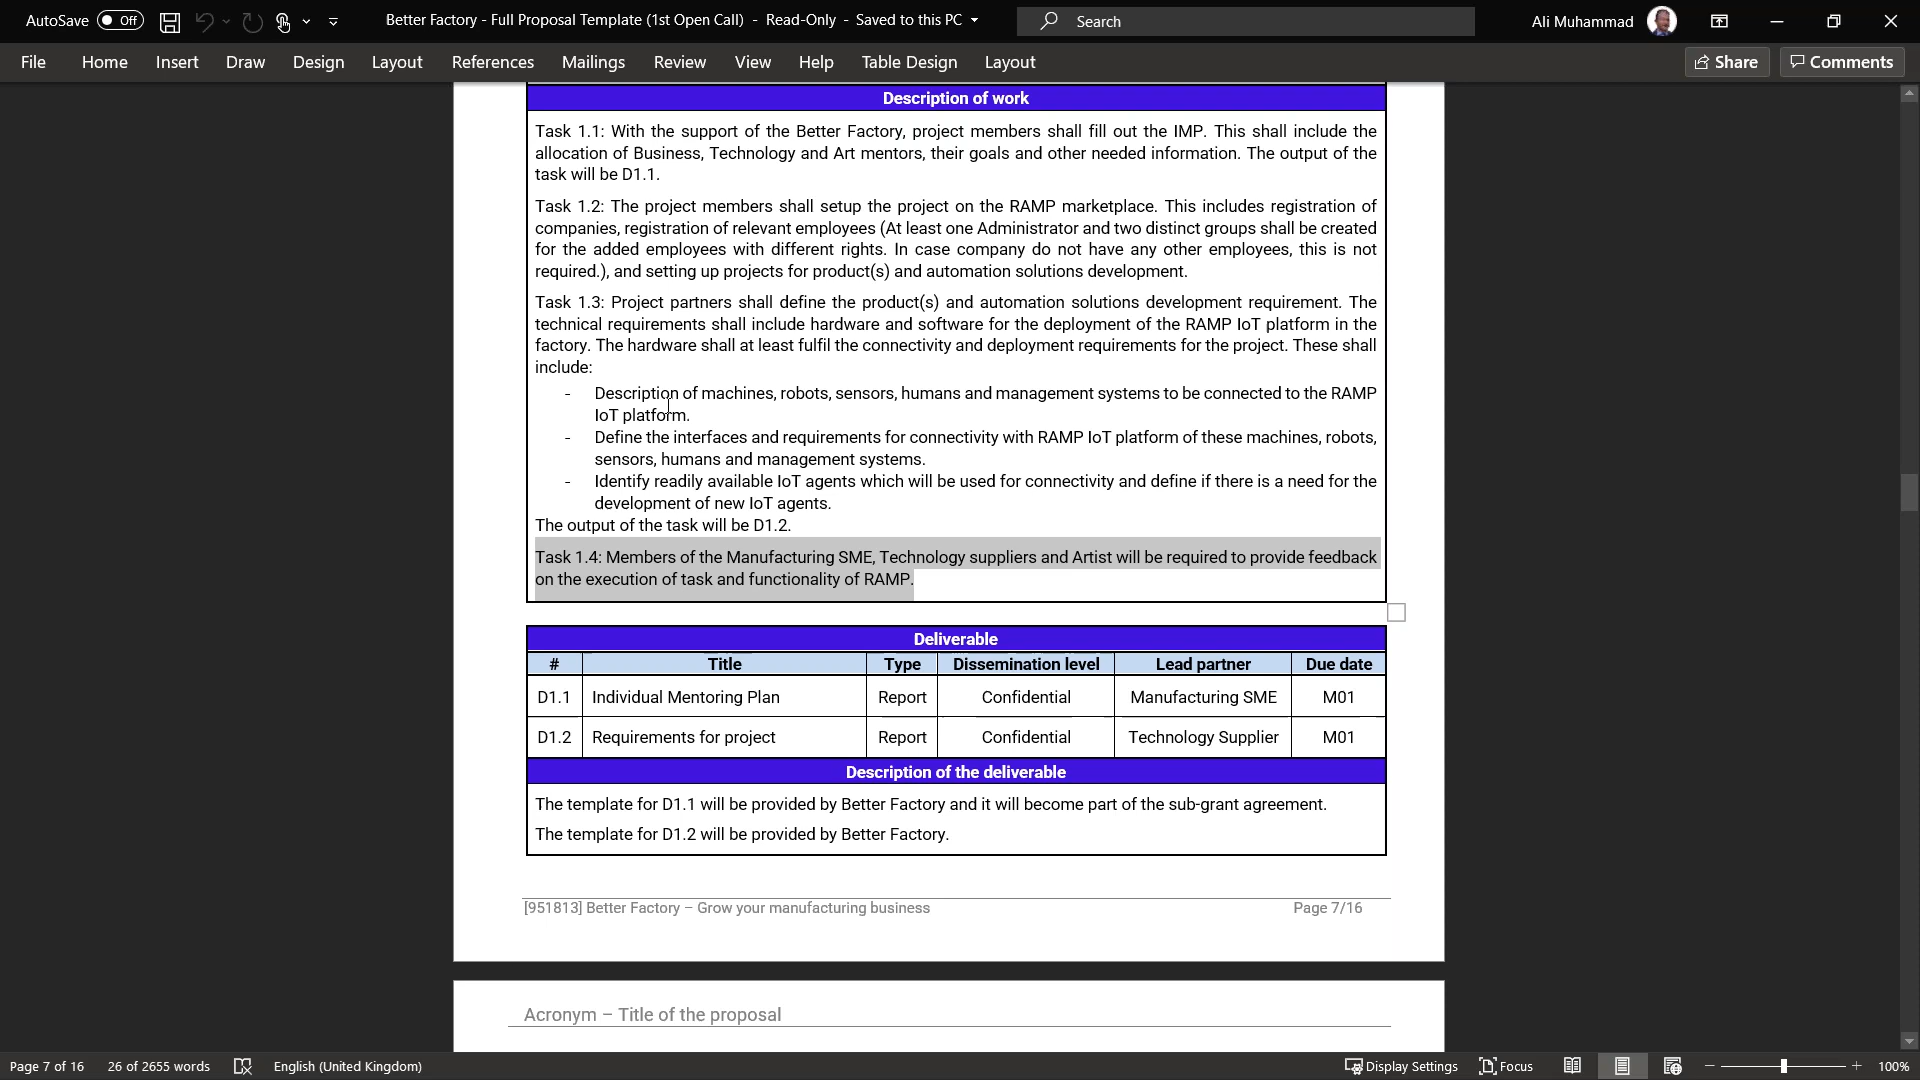 AutoSave Off Better Factory - Full Proposal Template (1st Open Call) - Read-Only - Saved to this PC Search Ali Muhammad
File Home Insert Draw Design Layout References Mailings Review View Help Table Design Layout Share Comments
Description of work
Task 1.1: With the support of the Better Factory, project members shall fill out the IMP. This shall include the
allocation of Business, Technology and Art mentors, their goals and other needed information. The output of the
task will be D1.1.
Task 1.2: The project members shall setup the project on the RAMP marketplace. This includes registration of
companies, registration of relevant employees (At least one Administrator and two distinct groups shall be created
for the added employees with different rights. In case company do not have any other employees, this is not
required.), and setting up projects for product(s) and automation solutions development.
Task 1.3: Project partners shall define the product(s) and automation solutions development requirement. The
technical requirements shall include hardware and software for the deployment of the RAMP IoT platform in the
factory. The hardware shall at least fulfil the connectivity and deployment requirements for the project. These shall
include:
- Description of machines, robots, sensors, humans and management systems to be connected to the RAMP
IoT platform.
- Define the interfaces and requirements for connectivity with RAMP IoT platform of these machines, robots,
sensors, humans and management systems.
- Identify readily available IoT agents which will be used for connectivity and define if there is a need for the
development of new IoT agents.
The output of the task will be D1.2.
Task 1.4: Members of the Manufacturing SME, Technology suppliers and Artist will be required to provide feedback
on the execution of task and functionality of RAMP.
Deliverable
# Title Type Dissemination level Lead partner Due date
D1.1 Individual Mentoring Plan Report Confidential Manufacturing SME M01
D1.2 Requirements for project Report Confidential Technology Supplier M01
Description of the deliverable
The template for D1.1 will be provided by Better Factory and it will become part of the sub-grant agreement.
The template for D1.2 will be provided by Better Factory.
[951813] Better Factory – Grow your manufacturing business Page 7/16
Acronym – Title of the proposal
Page 7 of 16 26 of 2655 words English (United Kingdom) Display Settings Focus 100%